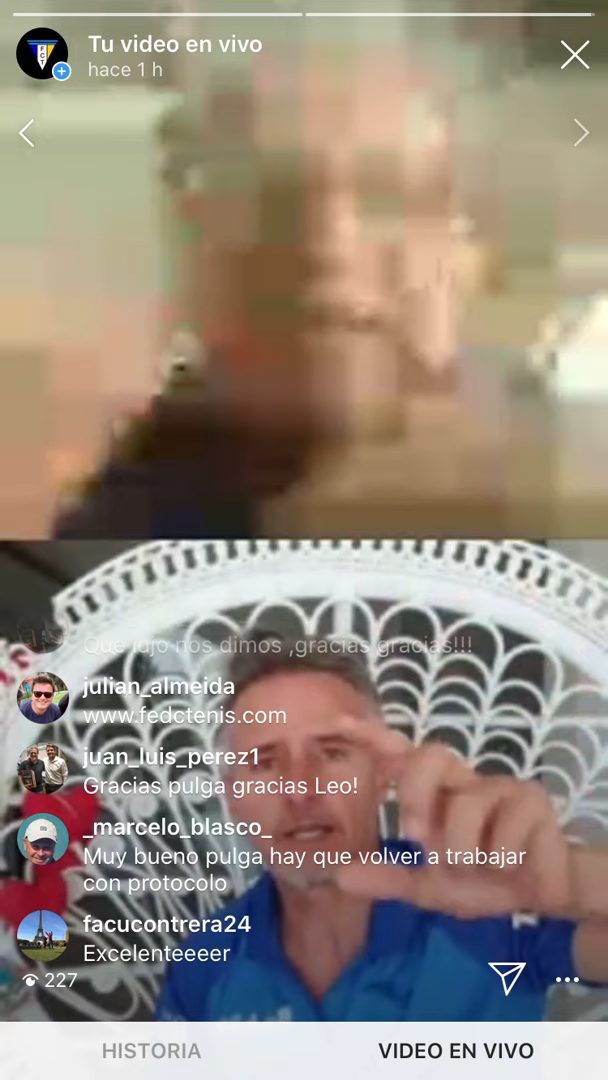 Tu video en vivo
hace 1 h
Que lujo nos dimos ,gracias gracias!!!
julian_almeida
www.fedctenis.com
juan_luis_perez1
Gracias pulga gracias Leo!
_marcelo_blasco_
Muy bueno pulga hay que volver a trabajar
con protocolo
facucontrera24
Excelenteeeer
227
HISTORIA
VIDEO EN VIVO